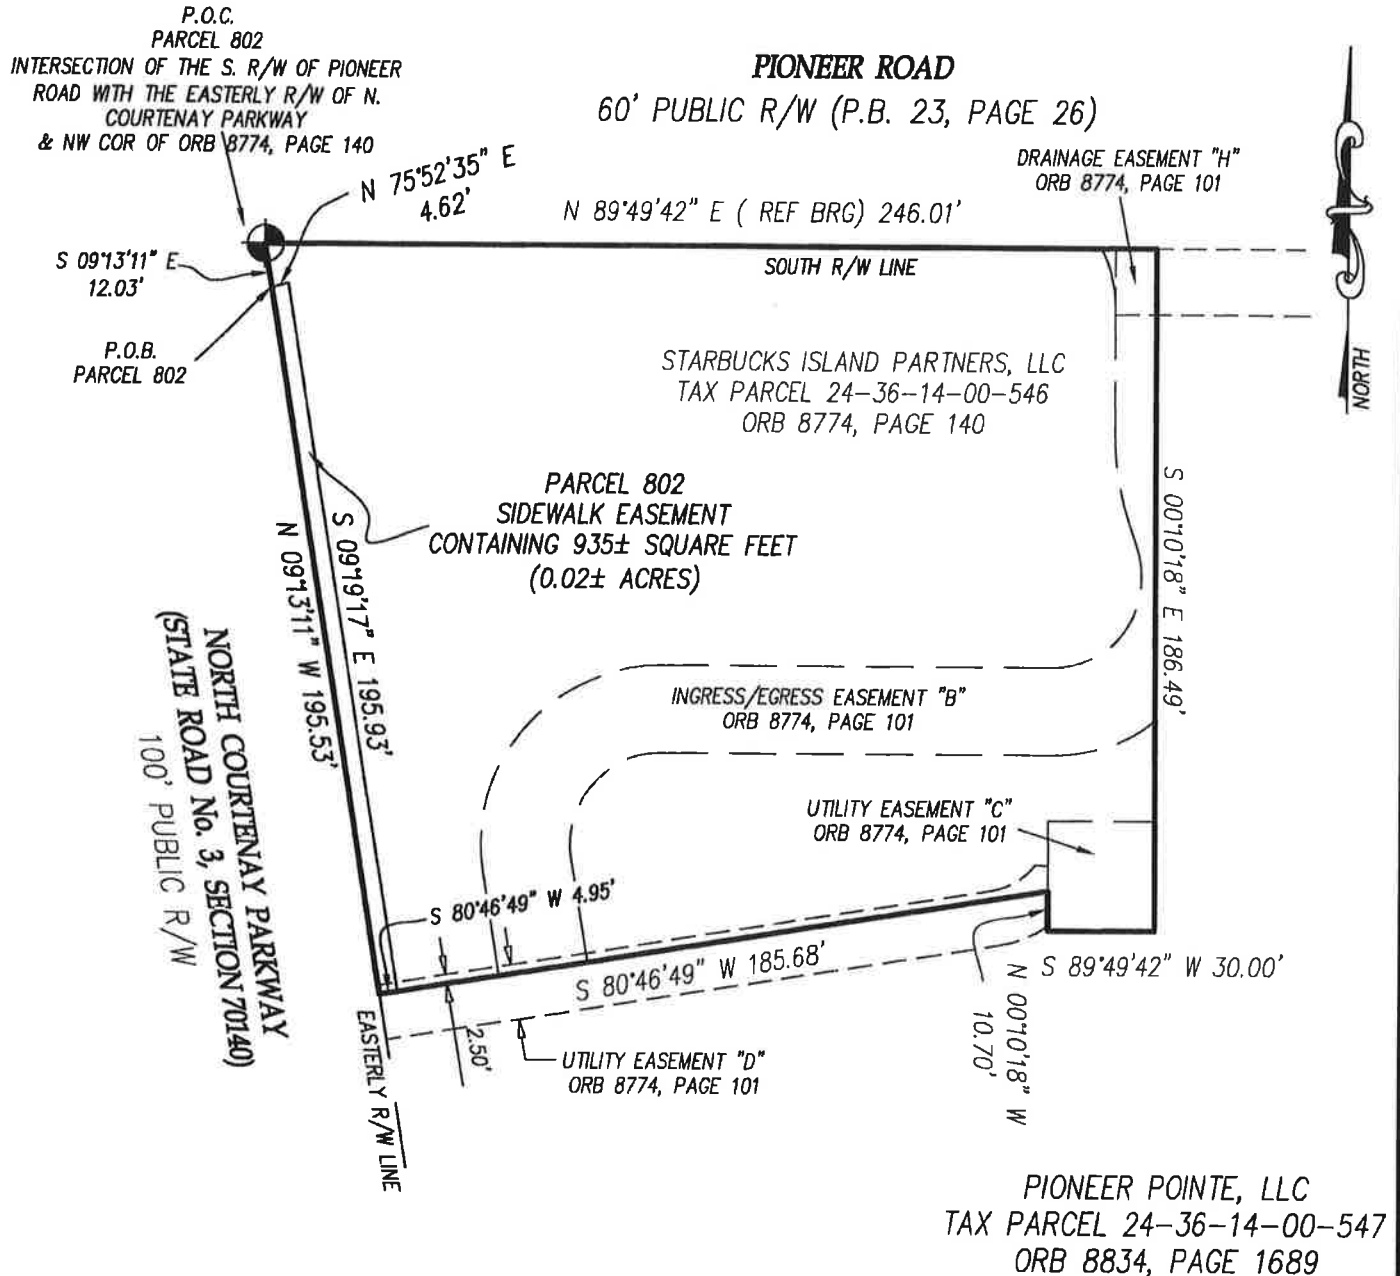 P.O.C.
PARCEL 802
INTERSECTION OF THE S. R/W OF PIONEER
ROAD WITH THE EASTERLY R/W OF N.
COURTENAY PARKWAY
& NW COR OF ORB 8774, PAGE 140
PIONEER ROAD
60' PUBLIC R/W (P.B. 23, PAGE 26)
DRAINAGE EASEMENT "H"
ORB 8774, PAGE 101
N 75°52'35" E
4.62'
N 89°49'42" E ( REF BRG) 246.01'
SOUTH R/W LINE
S 09°13'11" E
12.03'
P.O.B.
PARCEL 802
NORTH
STARBUCKS ISLAND PARTNERS, LLC
TAX PARCEL 24-36-14-00-546
ORB 8774, PAGE 140
PARCEL 802
SIDEWALK EASEMENT
CONTAINING 935± SQUARE FEET
(0.02± ACRES)
S 09°19'17" E 195.93'
N 09°13'11" W 195.53'
S 00°10'18" E 186.49'
NORTH COURTENAY PARKWAY
(STATE ROAD No. 3, SECTION 70140)
100' PUBLIC R/W
INGRESS/EGRESS EASEMENT "B"
ORB 8774, PAGE 101
UTILITY EASEMENT "C"
ORB 8774, PAGE 101
S 80°46'49" W 4.95'
S 80°46'49" W 185.68'
S 89°49'42" W 30.00'
N 00°10'18" W
10.70'
2.50'
EASTERLY R/W LINE
UTILITY EASEMENT "D"
ORB 8774, PAGE 101
PIONEER POINTE, LLC
TAX PARCEL 24-36-14-00-547
ORB 8834, PAGE 1689